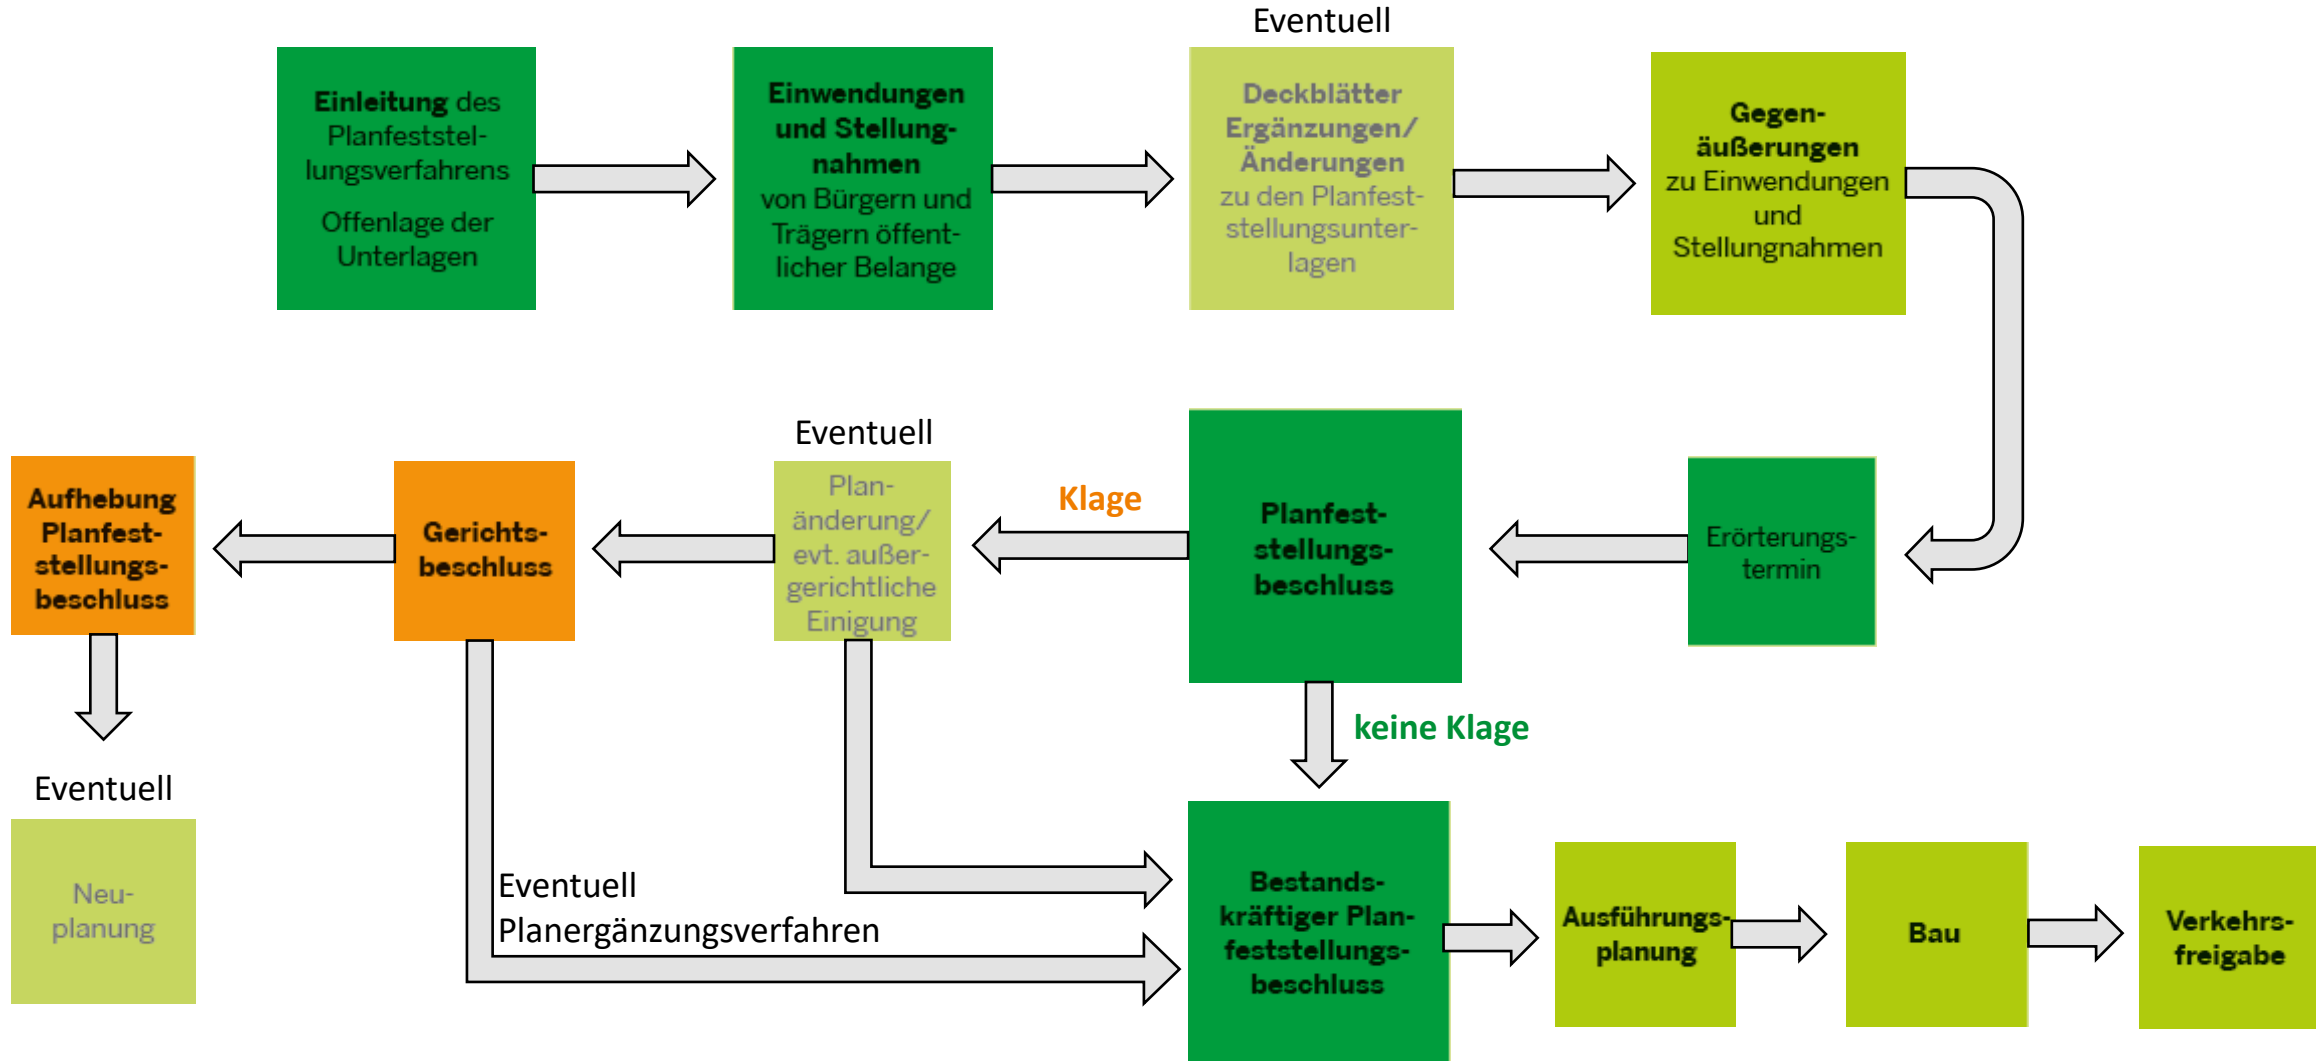 Eventuell
Einleitung des
Planfeststel-
lungsverfahrens
Offenlage der
Unterlagen
Einwendungen
und Stellung-
nahmen
von Bürgern und
Trägern öffent-
licher Belange
Deckblätter
Ergänzungen/
Änderungen
zu den Planfest-
stellungsunter-
lagen
Gegen-
äußerungen
zu Einwendungen
und
Stellungnahmen
Erörterungs-
termin
Planfest-
stellungs-
beschluss
Klage
Eventuell
Plan-
änderung/
evt. außer-
gerichtliche
Einigung
Gerichts-
beschluss
Aufhebung
Planfest-
stellungs-
beschluss
Eventuell
Neu-
planung
keine Klage
Eventuell
Planergänzungsverfahren
Bestands-
kräftiger Plan-
feststellungs-
beschluss
Ausführungs-
planung
Bau
Verkehrs-
freigabe